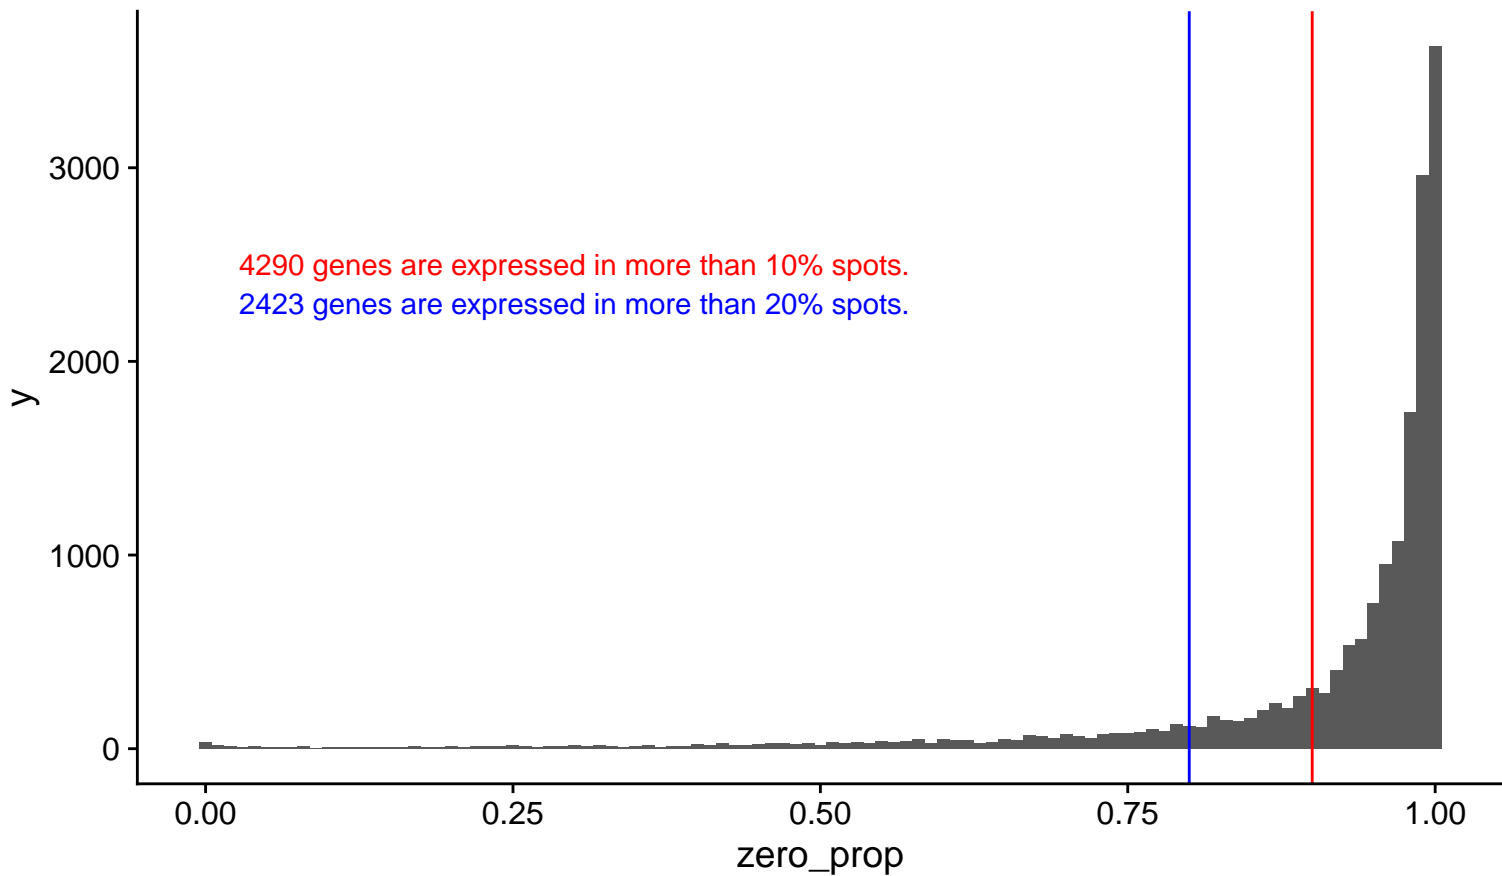 3000
4290 genes are expressed in more than 10% spots.
2423 genes are expressed in more than 20% spots.
2000
y
1000
0
0.00 0.25 0.50 0.75 1.00
zero_prop